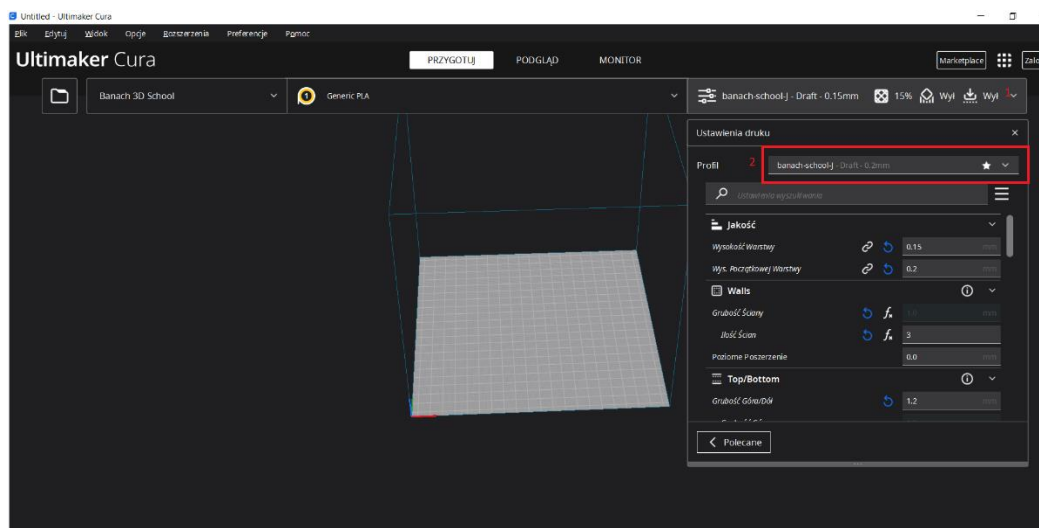 Untitled - Ultimaker Cura
Plik Edytuj Widok Opcje Rozszerzenia Preferencje Pomoc
Ultimaker Cura PRZYGOTUJ PODGLĄD MONITOR Marketplace
Banach 3D School 1 Generic PLA banach-school-J - Draft - 0.15mm 15% Wył Wył 1
Ustawienia druku
Profil 2 banach-school-J - Draft - 0.2mm
Ustawienia wyszukiwania
Jakość
Wysokość Warstwy 0.15 mm
Wys. Początkowej Warstwy 0.2 mm
Walls
Grubość Ściany mm
Ilość Ścian 3
Poziome Poszerzenie 0.0 mm
Top/Bottom
Grubość Góra/Dół 1.2 mm
Polecane